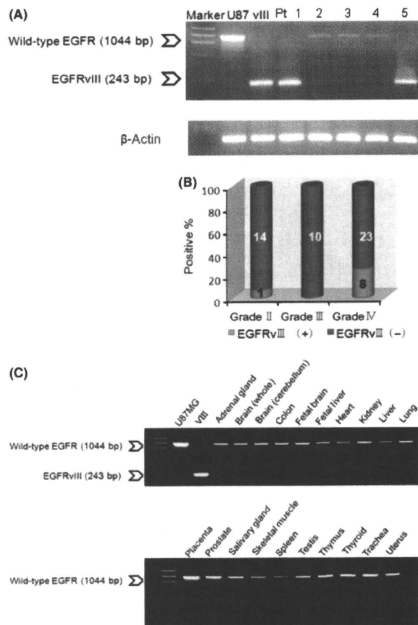 (A)
Marker U87 vIII Pt 1 2 3 4 5
Wild-type EGFR (1044 bp)
EGFRvIII (243 bp)
β-Actin
(B)
Positive %
100
80
60
40
20
0
14
10
23
1
8
Grade Ⅱ Grade Ⅲ Grade Ⅳ
EGFRvⅢ (+) EGFRvⅢ (−)
(C)
U87MG
VIII
Adrenal gland
Brain (whole)
Brain (cerebellum)
Colon
Fetal brain
Fetal liver
Heart
Kidney
Liver
Lung
Wild-type EGFR (1044 bp)
EGFRvIII (243 bp)
Placenta
Prostate
Salivary gland
Skeletal muscle
Spleen
Testis
Thymus
Thyroid
Trachea
Uterus
Wild-type EGFR (1044 bp)